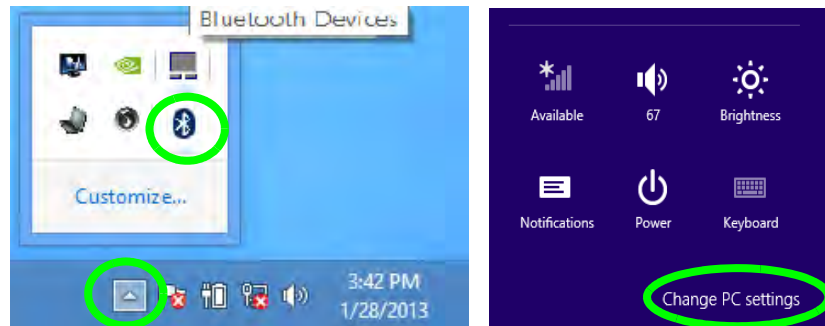 Bluetooth Devices
Customize...
3:42 PM
1/28/2013
Available
67
Brightness
Notifications
Power
Keyboard
Change PC settings